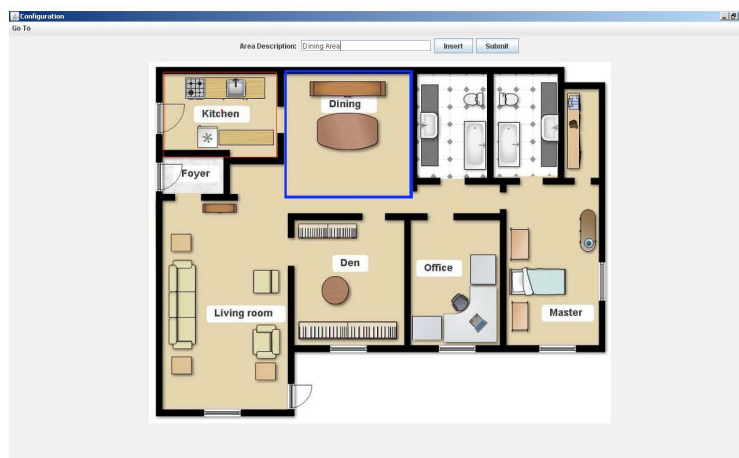 Configuration
Go To
Area Description: Dining Area Insert Submit
Dining
Kitchen
Foyer
Den
Office
Living room
Master